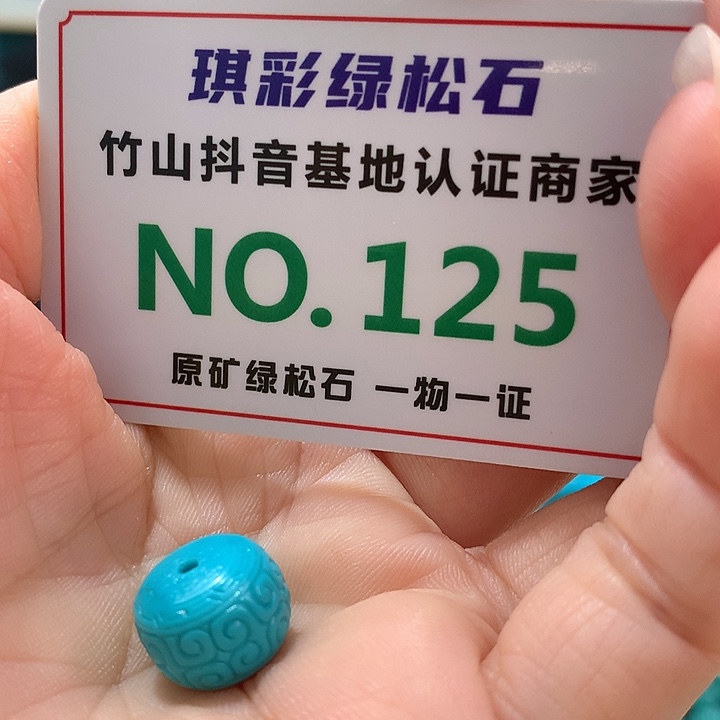 琪彩绿松石
竹山抖音基地认证商家
NO.125
原矿绿松石 一物一证